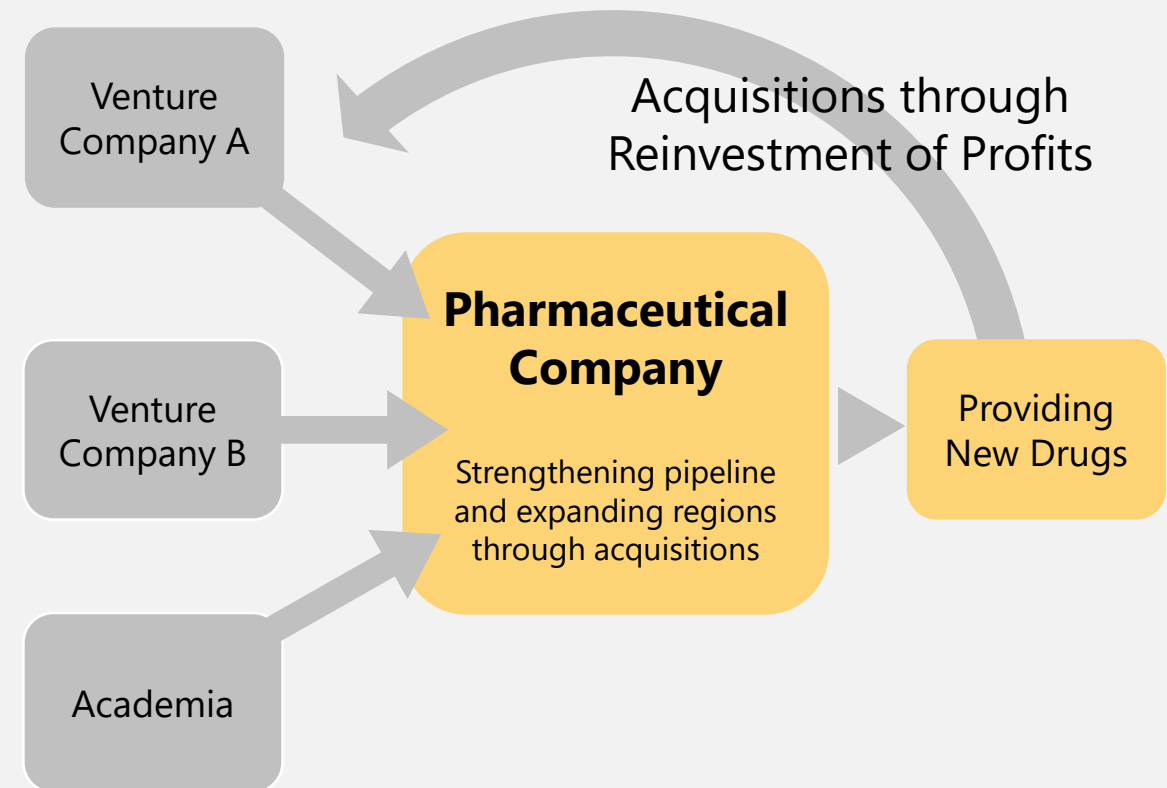 Venture
Company A
Acquisitions through
Reinvestment of Profits
Pharmaceutical
Company
Strengthening pipeline
and expanding regions
through acquisitions
Venture
Company B
Providing
New Drugs
Academia